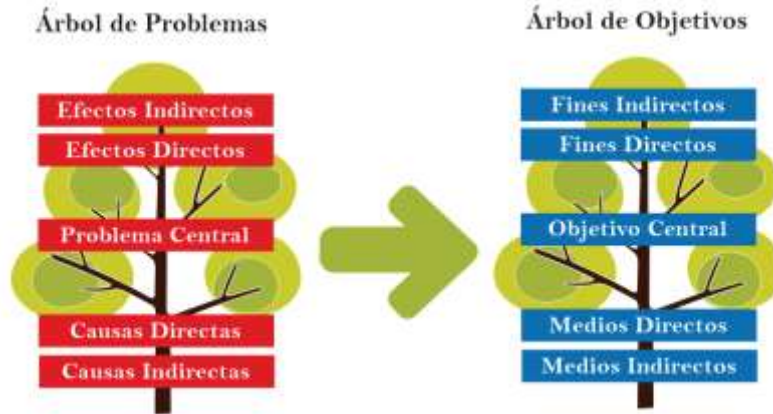 Árbol de Problemas
Efectos Indirectos
Efectos Directos
Problema Central
Causas Directas
Causas Indirectas
Árbol de Objetivos
Fines Indirectos
Fines Directos
Objetivo Central
Medios Directos
Medios Indirectos